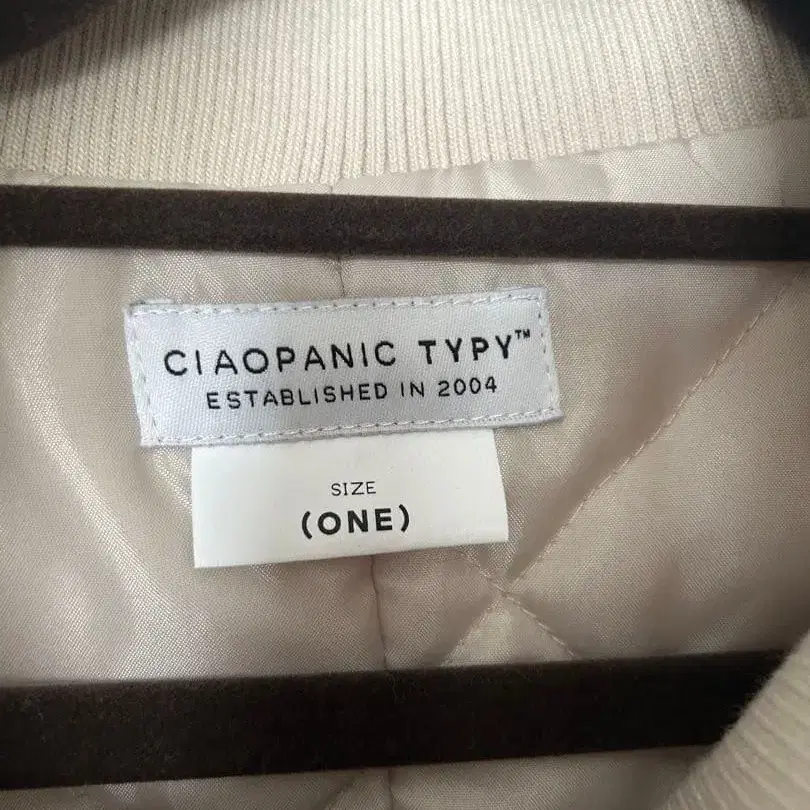 CIAOPANIC TYPY™
ESTABLISHED IN 2004
SIZE
(ONE)